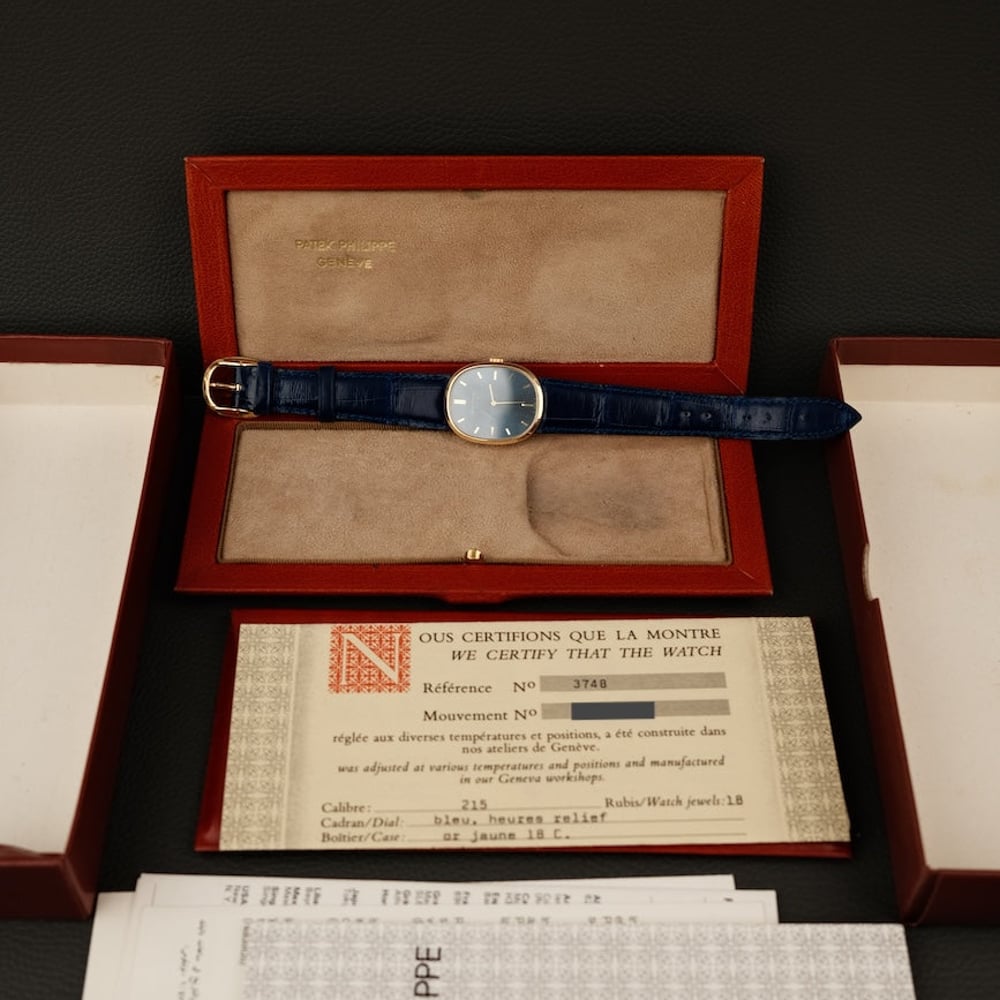 PATEK PHILIPPE
GENÈVE
N OUS CERTIFIONS QUE LA MONTRE
WE CERTIFY THAT THE WATCH
Référence Nº 3748
Mouvement Nº
réglée aux diverses températures et positions, a été construite dans
nos ateliers de Genève.
was adjusted at various temperatures and positions and manufactured
in our Geneva workshops.
Calibre: 215 Rubis/Watch jewels: 18
Cadran/Dial: bleu, heures relief
Boîtier/Case: or jaune 18 C.
PPE